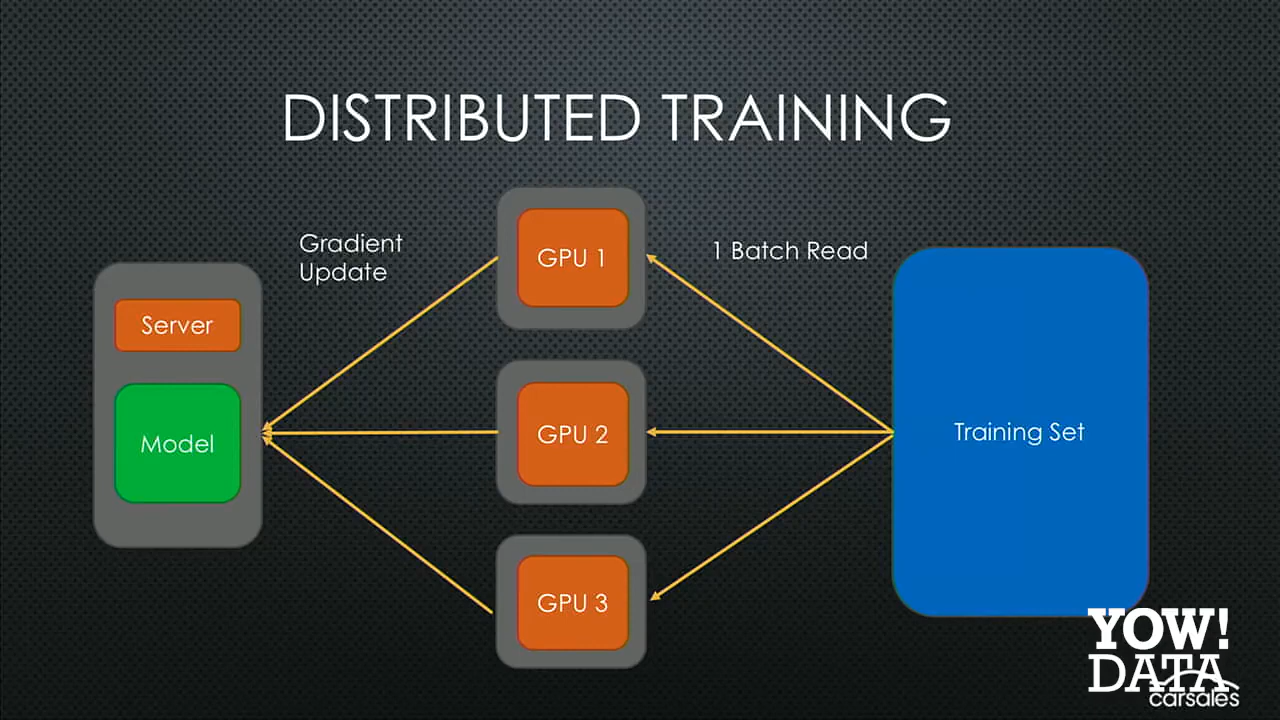 DISTRIBUTED TRAINING
Gradient
Update
GPU 1
1 Batch Read
Server
Model
GPU 2
Training Set
GPU 3
YOW!
DATA
carsales